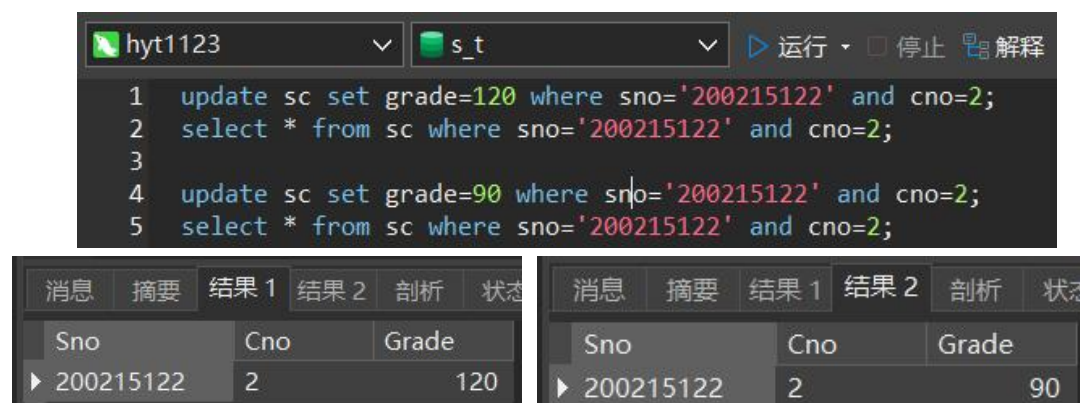 hyt1123 s_t 运行 停止 解释
1 update sc set grade=120 where sno='200215122' and cno=2;
2 select * from sc where sno='200215122' and cno=2;
3
4 update sc set grade=90 where sno='200215122' and cno=2;
5 select * from sc where sno='200215122' and cno=2;
消息 摘要 结果 1 结果 2 剖析 状态
Sno Cno Grade
200215122 2 120
消息 摘要 结果 1 结果 2 剖析 状态
Sno Cno Grade
200215122 2 90